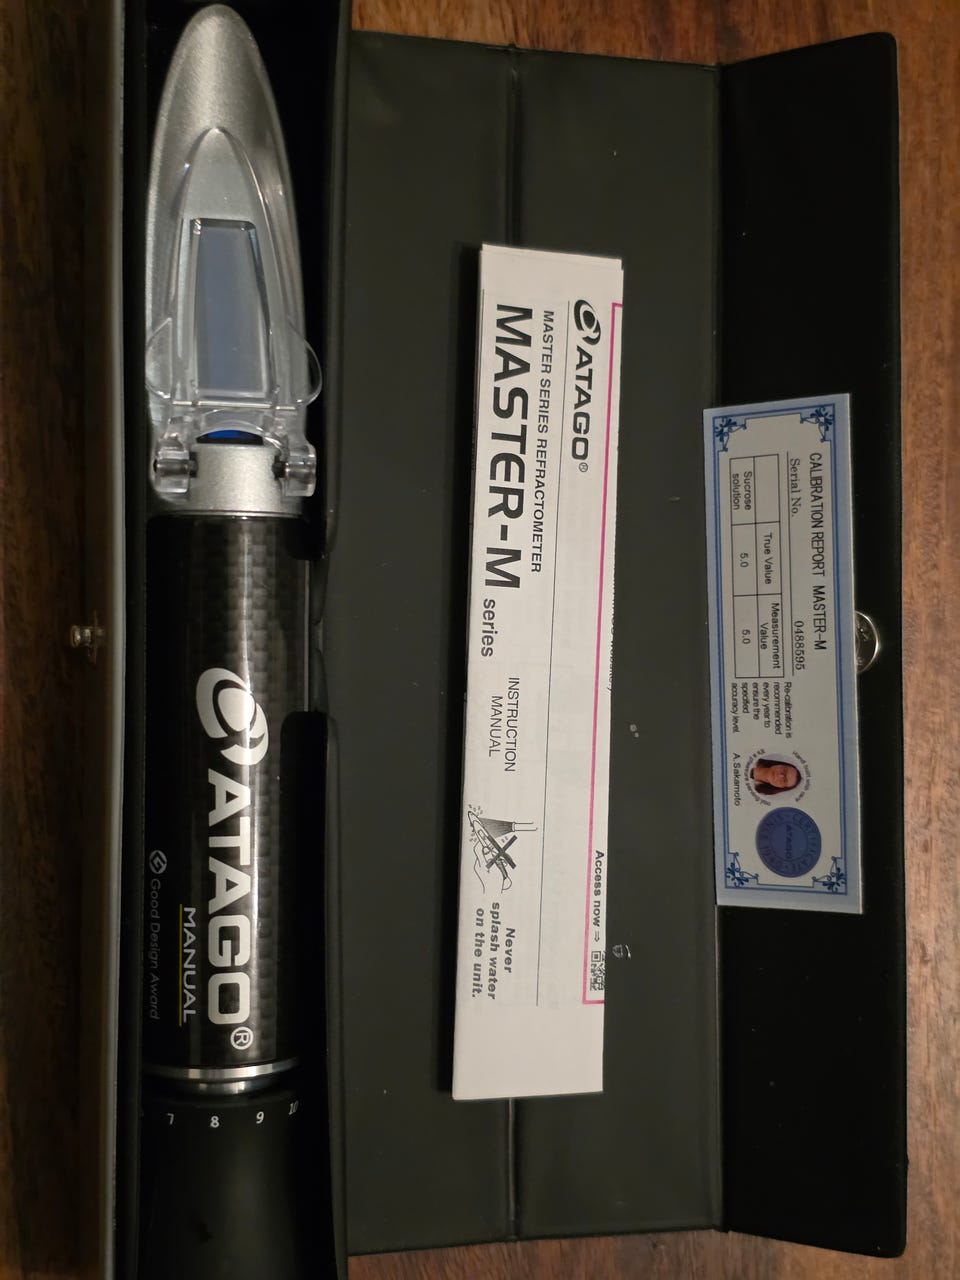 ATAGO®
MANUAL
Good Design Award
7 8 9 10
ATAGO®
Access now ⇒
MASTER SERIES REFRACTOMETER
MASTER-M series
INSTRUCTION
MANUAL
Never
splash water
on the unit.
CALIBRATION REPORT MASTER-M
Serial No. 0488595
True Value
Measurement
Value
Sucrose
solution
5.0
5.0
Re-calibration is
recommended
every year to
ensure the
specified
accuracy level.
A.Sakamoto
ATAGO